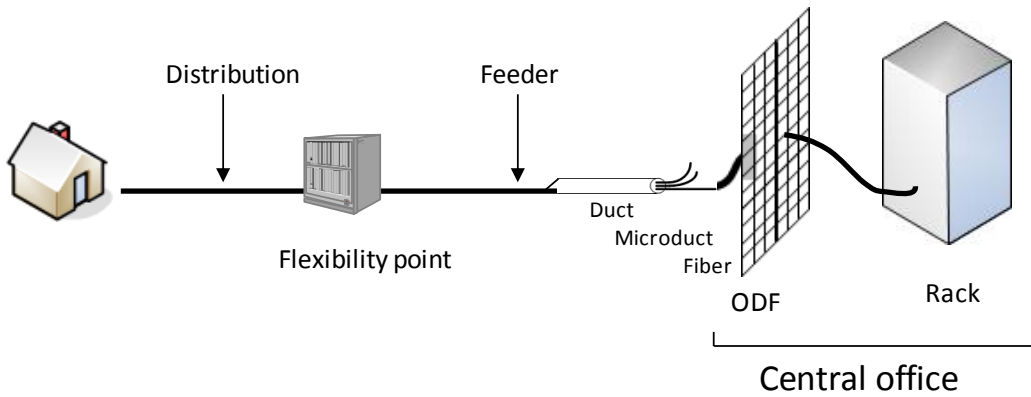 Distribution
Feeder
Flexibility point
Duct
Microduct
Fiber
ODF
Rack
Central office